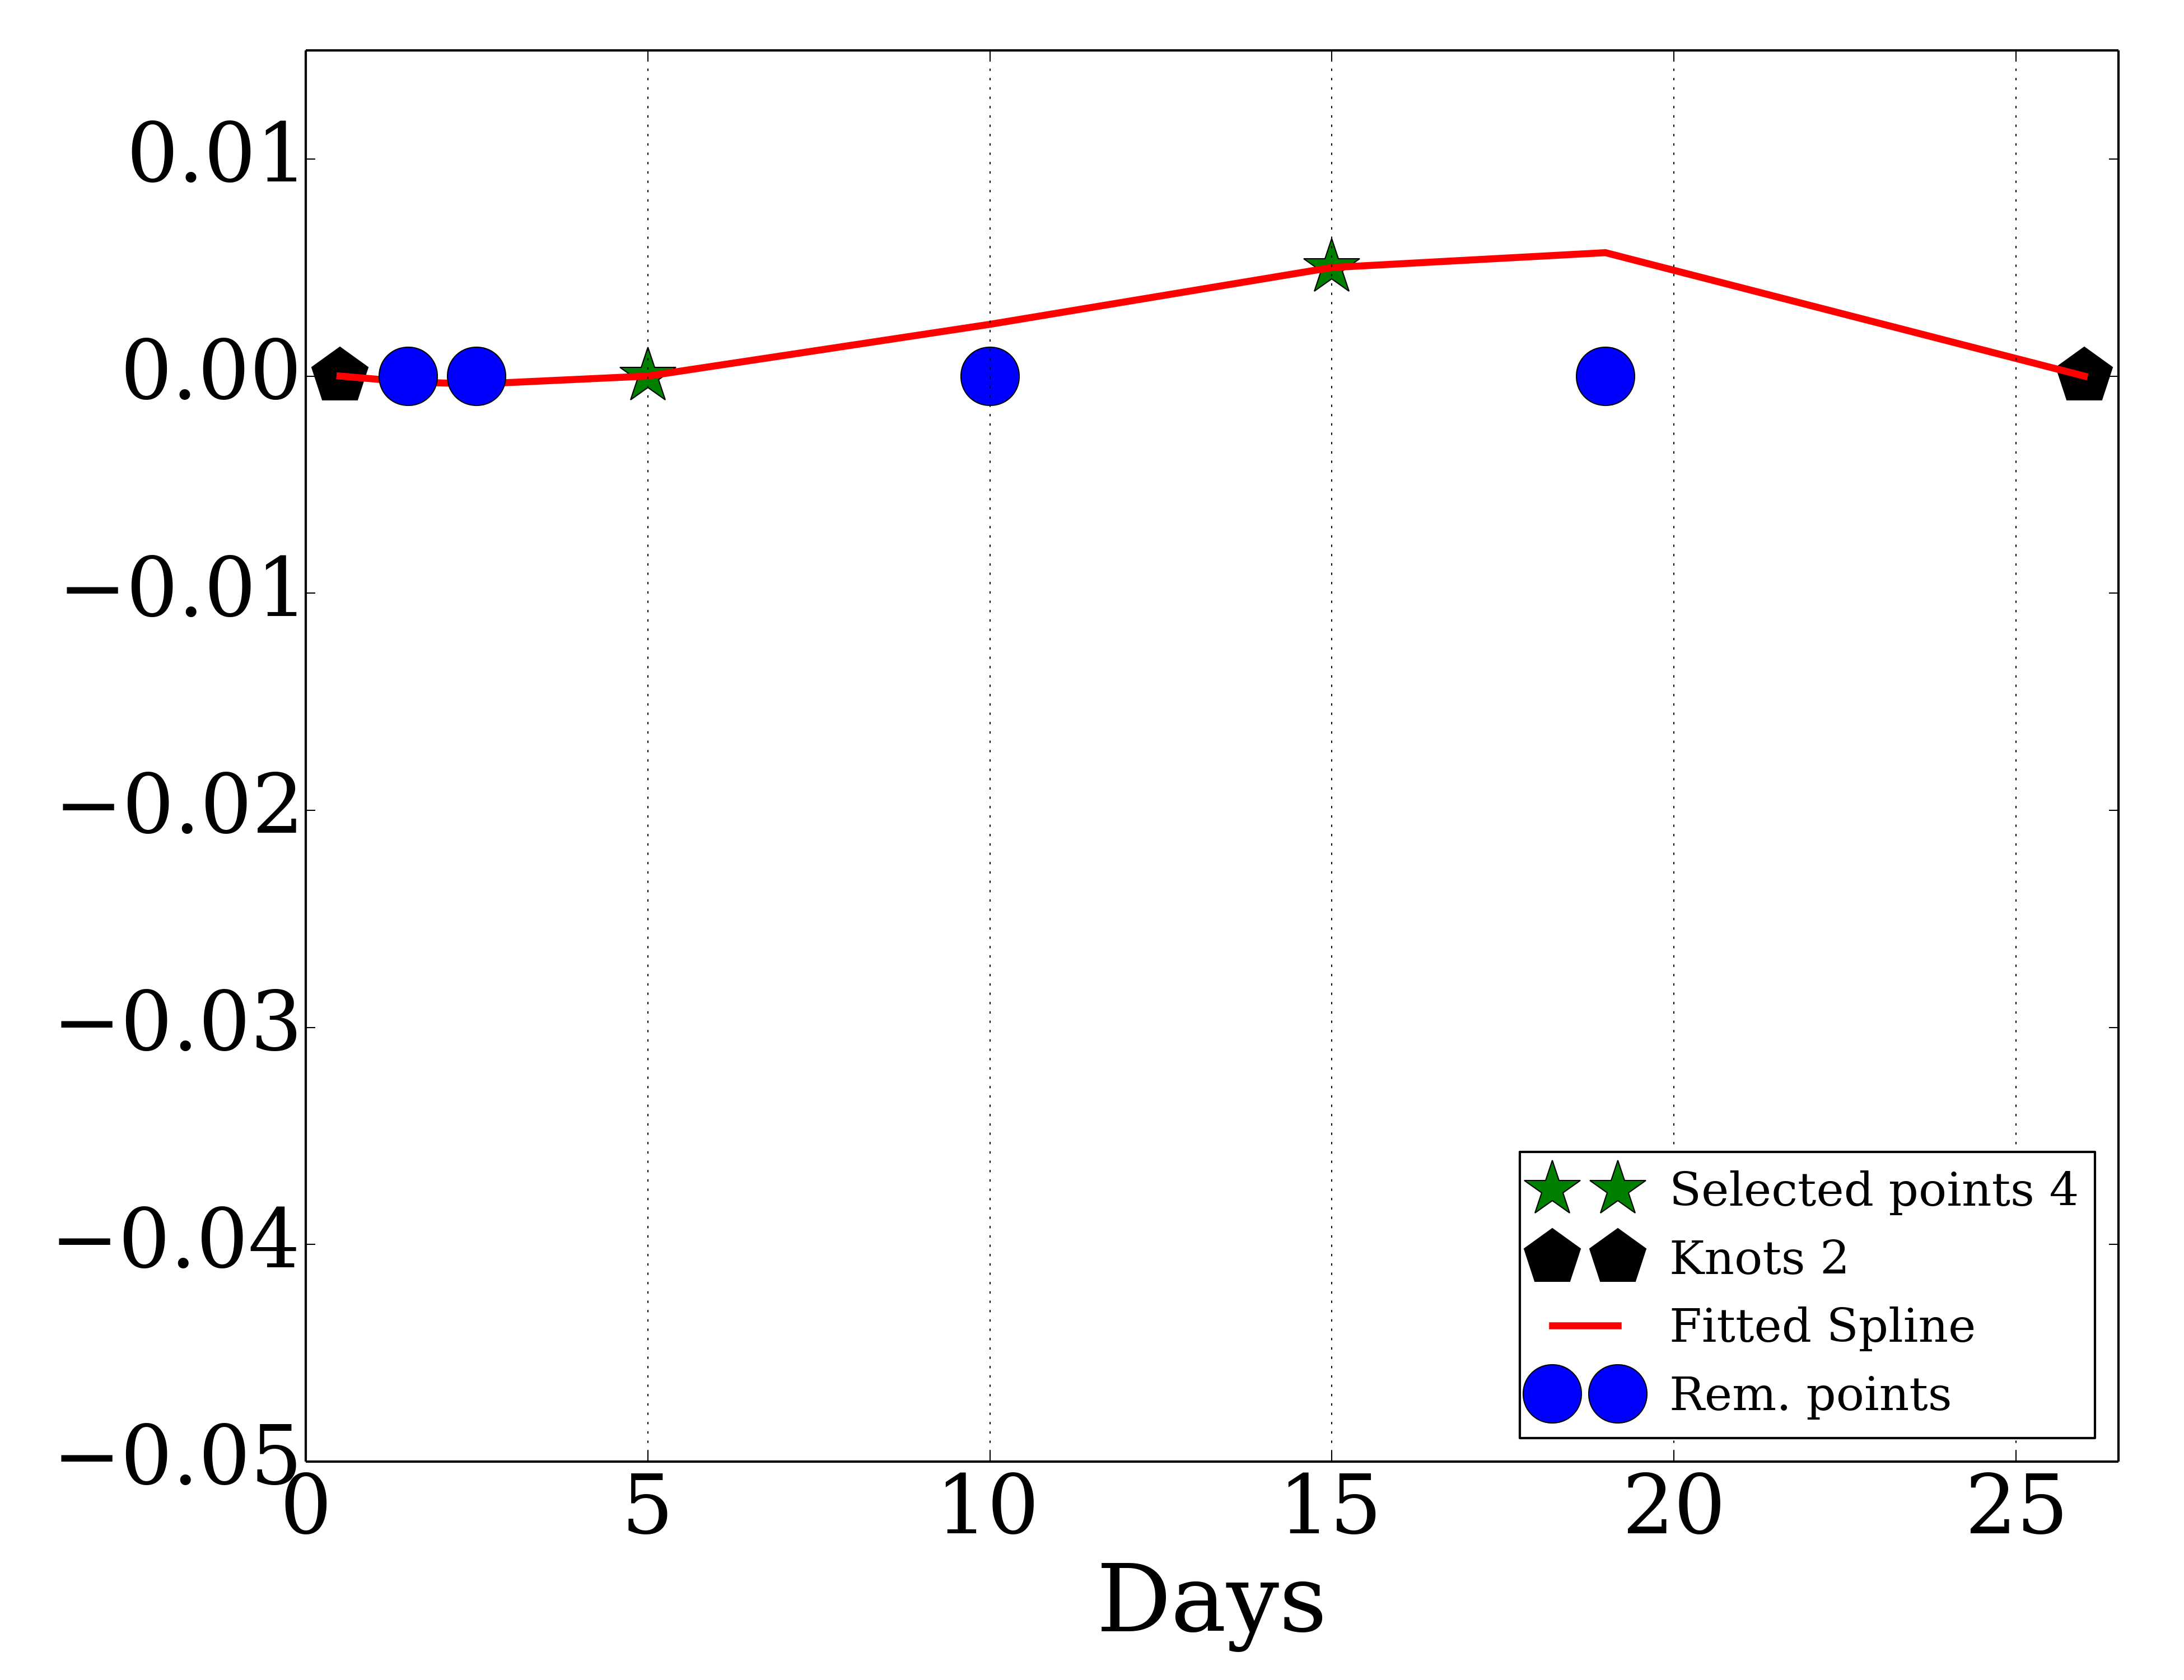 0.01
0.00
−0.01
−0.02
−0.03
−0.04
−0.05
0 5 10 15 20 25
Days
Selected points 4
Knots 2
Fitted Spline
Rem. points